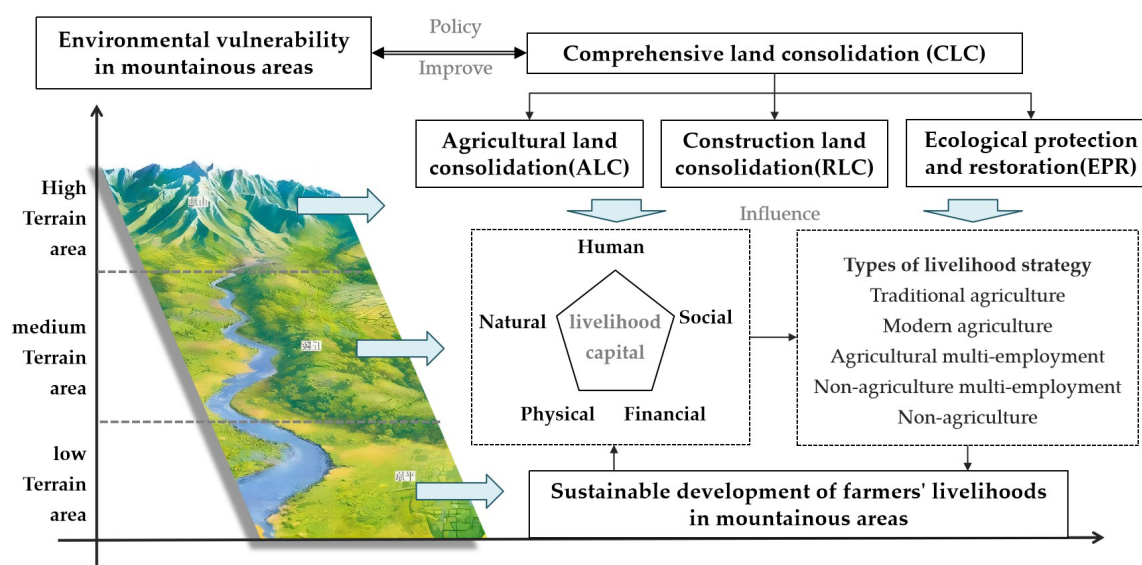 Environmental vulnerability
in mountainous areas
Policy
Improve
Comprehensive land consolidation (CLC)
Agricultural land
consolidation(ALC)
Construction land
consolidation(RLC)
Ecological protection
and restoration(EPR)
High
Terrain
area
medium
Terrain
area
low
Terrain
area
Influence
Human
Natural
livelihood
capital
Social
Physical
Financial
Types of livelihood strategy
Traditional agriculture
Modern agriculture
Agricultural multi-employment
Non-agriculture multi-employment
Non-agriculture
Sustainable development of farmers' livelihoods
in mountainous areas